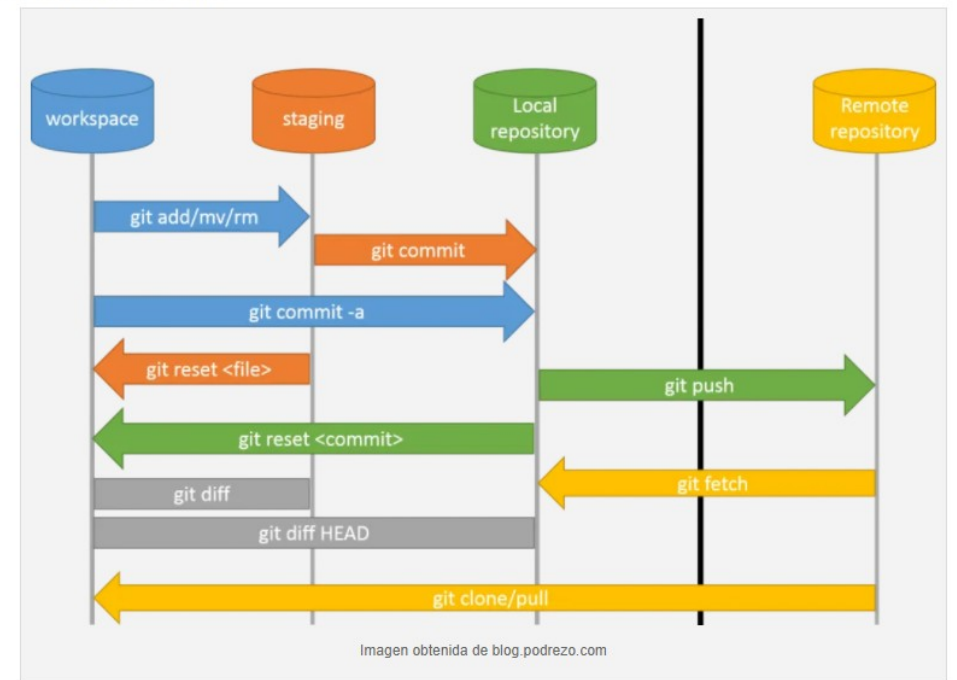 workspace
staging
Local
repository
Remote
repository
git add/mv/rm
git commit
git commit -a
git reset <file>
git push
git reset <commit>
git fetch
git diff
git diff HEAD
git clone/pull
Imagen obtenida de blog.podrezo.com